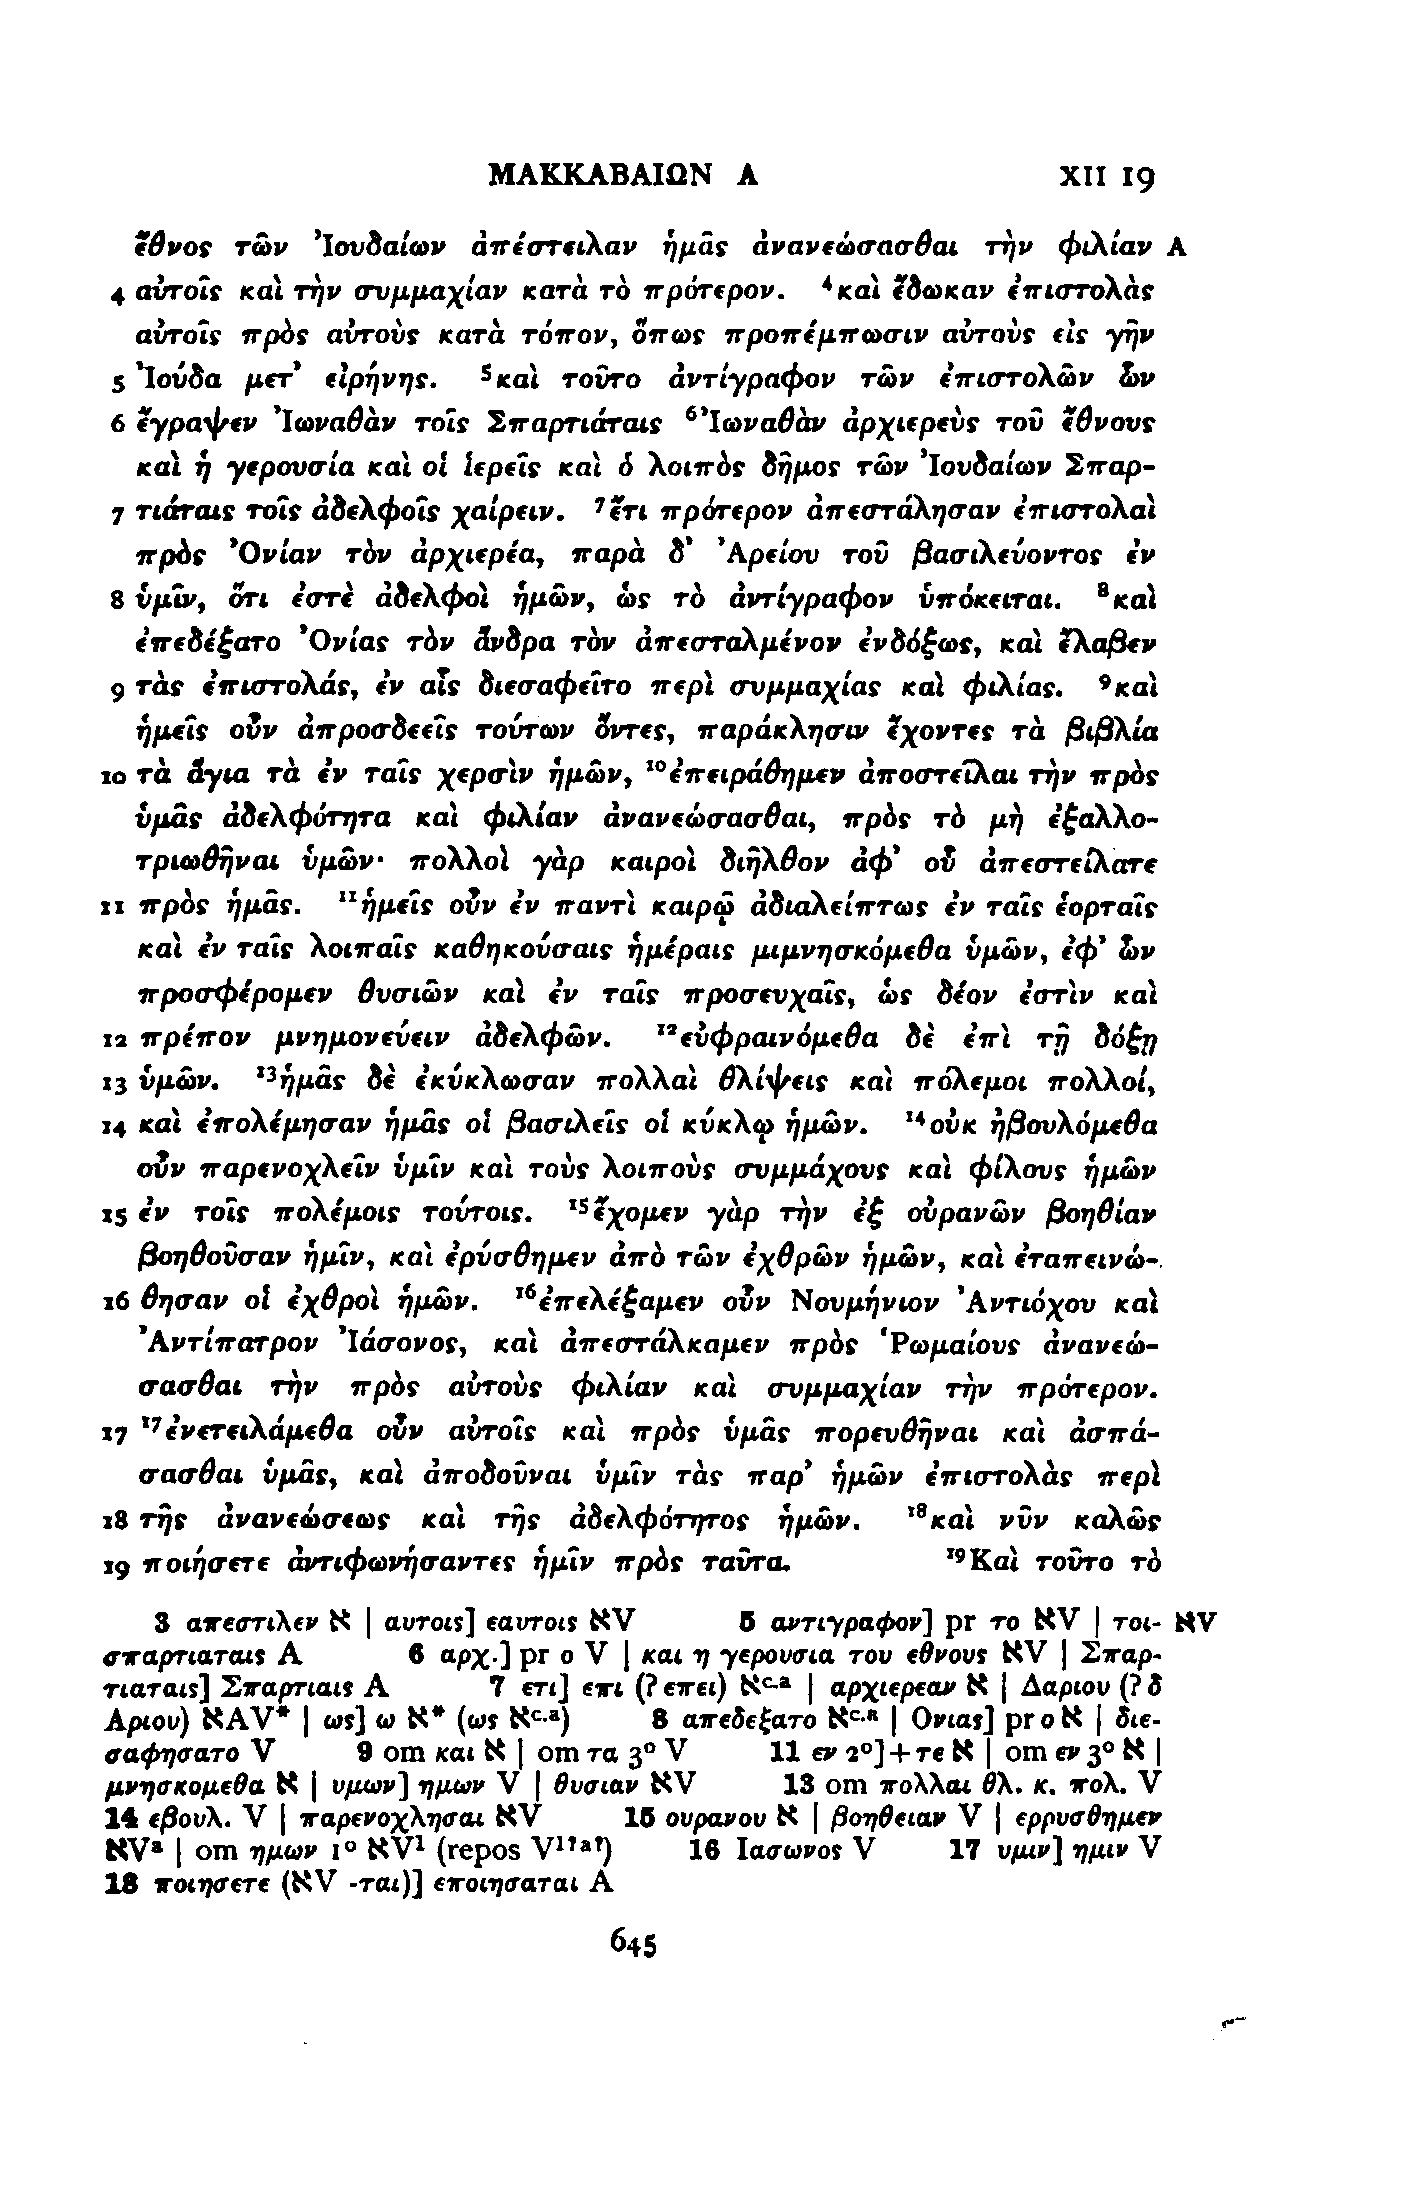 ΜΑΚΚΑΒΑΙΩΝ Α XII 19
ἔθνος τῶν Ἰουδαίων ἀπέστειλαν ἡμᾶς ἀνανεώσασθαι τὴν φιλίαν A
4 αὐτοῖς καὶ τὴν συμμαχίαν κατὰ τὸ πρότερον. ⁴καὶ ἔδωκαν ἐπιστολὰς
αὐτοῖς πρὸς αὐτοὺς κατὰ τόπον, ὅπως προπέμπωσιν αὐτοὺς εἰς γῆν
5 Ἰούδα μετ’ εἰρήνης. ⁵καὶ τοῦτο ἀντίγραφον τῶν ἐπιστολῶν ὧν
6 ἔγραψεν Ἰωναθὰν τοῖς Σπαρτιάταις ⁶Ἰωναθὰν ἀρχιερεὺς τοῦ ἔθνους
καὶ ἡ γερουσία καὶ οἱ ἱερεῖς καὶ ὁ λοιπὸς δῆμος τῶν Ἰουδαίων Σπαρ-
7 τιάταις τοῖς ἀδελφοῖς χαίρειν. ⁷ἔτι πρότερον ἀπεστάλησαν ἐπιστολαὶ
πρὸς Ὀνίαν τὸν ἀρχιερέα, παρὰ δ’ Ἀρείου τοῦ βασιλεύοντος ἐν
8 ὑμῖν, ὅτι ἐστὲ ἀδελφοὶ ἡμῶν, ὡς τὸ ἀντίγραφον ὑπόκειται. ⁸καὶ
ἐπεδέξατο Ὀνίας τὸν ἄνδρα τὸν ἀπεσταλμένον ἐνδόξως, καὶ ἔλαβεν
9 τὰς ἐπιστολάς, ἐν αἷς διεσαφεῖτο περὶ συμμαχίας καὶ φιλίας. ⁹καὶ
ἡμεῖς οὖν ἀπροσδεεῖς τούτων ὄντες, παράκλησιν ἔχοντες τὰ βιβλία
10 τὰ ἅγια τὰ ἐν ταῖς χερσὶν ἡμῶν, ¹⁰ἐπειράθημεν ἀποστεῖλαι τὴν πρὸς
ὑμᾶς ἀδελφότητα καὶ φιλίαν ἀνανεώσασθαι, πρὸς τὸ μὴ ἐξαλλο-
τριωθῆναι ὑμῶν· πολλοὶ γὰρ καιροὶ διῆλθον ἀφ’ οὗ ἀπεστείλατε
11 πρὸς ἡμᾶς. ¹¹ἡμεῖς οὖν ἐν παντὶ καιρῷ ἀδιαλείπτως ἐν ταῖς ἑορταῖς
καὶ ἐν ταῖς λοιπαῖς καθηκούσαις ἡμέραις μιμνησκόμεθα ὑμῶν, ἐφ’ ὧν
προσφέρομεν θυσιῶν καὶ ἐν ταῖς προσευχαῖς, ὡς δέον ἐστὶν καὶ
12 πρέπον μνημονεύειν ἀδελφῶν. ¹²εὐφραινόμεθα δὲ ἐπὶ τῇ δόξῃ
13 ὑμῶν. ¹³ἡμᾶς δὲ ἐκύκλωσαν πολλαὶ θλίψεις καὶ πόλεμοι πολλοί,
14 καὶ ἐπολέμησαν ἡμᾶς οἱ βασιλεῖς οἱ κύκλῳ ἡμῶν. ¹⁴οὐκ ἠβουλόμεθα
οὖν παρενοχλεῖν ὑμῖν καὶ τοὺς λοιποὺς συμμάχους καὶ φίλους ἡμῶν
15 ἐν τοῖς πολέμοις τούτοις. ¹⁵ἔχομεν γὰρ τὴν ἐξ οὐρανῶν βοηθίαν
βοηθοῦσαν ἡμῖν, καὶ ἐρύσθημεν ἀπὸ τῶν ἐχθρῶν ἡμῶν, καὶ ἐταπεινώ-
16 θησαν οἱ ἐχθροὶ ἡμῶν. ¹⁶ἐπελέξαμεν οὖν Νουμήνιον Ἀντιόχου καὶ
Ἀντίπατρον Ἰάσονος, καὶ ἀπεστάλκαμεν πρὸς Ῥωμαίους ἀνανεώ-
σασθαι τὴν πρὸς αὐτοὺς φιλίαν καὶ συμμαχίαν τὴν πρότερον.
17 ¹⁷ἐνετειλάμεθα οὖν αὐτοῖς καὶ πρὸς ὑμᾶς πορευθῆναι καὶ ἀσπά-
σασθαι ὑμᾶς, καὶ ἀποδοῦναι ὑμῖν τὰς παρ’ ἡμῶν ἐπιστολὰς περὶ
18 τῆς ἀνανεώσεως καὶ τῆς ἀδελφότητος ἡμῶν. ¹⁸καὶ νῦν καλῶς
19 ποιήσετε ἀντιφωνήσαντες ἡμῖν πρὸς ταῦτα. ¹⁹Καὶ τοῦτο τὸ
3 απεστιλεν א | αυτοις] εαυτοις אV 5 αντιγραφον] pr το אV | τοι- אV
σπαρτιαταις A 6 αρχ.] pr ο V | και η γερουσια του εθνους אV | Σπαρ-
τιαταις] Σπαρτιαις A 7 ετι] επι (? επει) אᶜ·ᵃ | αρχιερεαν א | Δαριου (? δ
Αριου) אAV* | ως] ω א* (ως אᶜ·ᵃ) 8 απεδεξατο אᶜ·ᵃ | Ονιας] pr ο א | διε-
σαφησατο V 9 om και א | om τα 3° V 11 εν 2°]+τε א | om εν 3° א |
μνησκομεθα א | υμων] ημων V | θυσιαν אV 13 om πολλαι θλ. κ. πολ. V
14 εβουλ. V | παρενοχλησαι אV 15 ουρανου א | βοηθειαν V | ερρυσθημεν
אVᵃ | om ημων 1° אV¹ (repos V¹ᵗᵃᵗ) 16 Ιασωνος V 17 υμιν] ημιν V
18 ποιησετε (אV -ται)] εποιησαται A
645